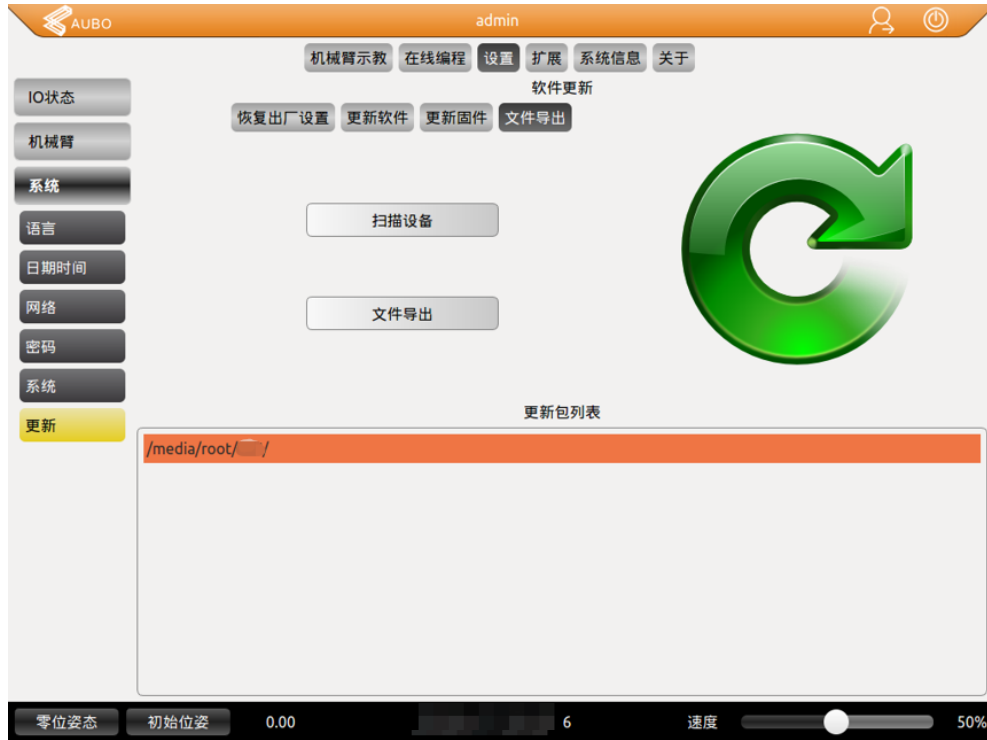 AUBO admin
机械臂示教 在线编程 设置 扩展 系统信息 关于
软件更新
恢复出厂设置 更新软件 更新固件 文件导出
IO状态
机械臂
系统
语言
日期时间
网络
密码
系统
更新
扫描设备
文件导出
更新包列表
/media/root/ /
零位姿态 初始位姿 0.00 6 速度 50%